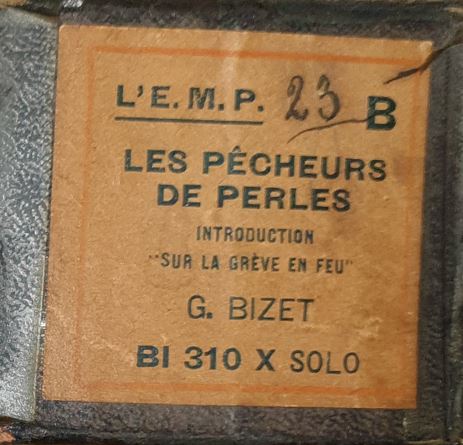 L'E. M. P. 23 B
LES PÊCHEURS
DE PERLES
INTRODUCTION
"SUR LA GRÈVE EN FEU"
G. BIZET
BI 310 X SOLO